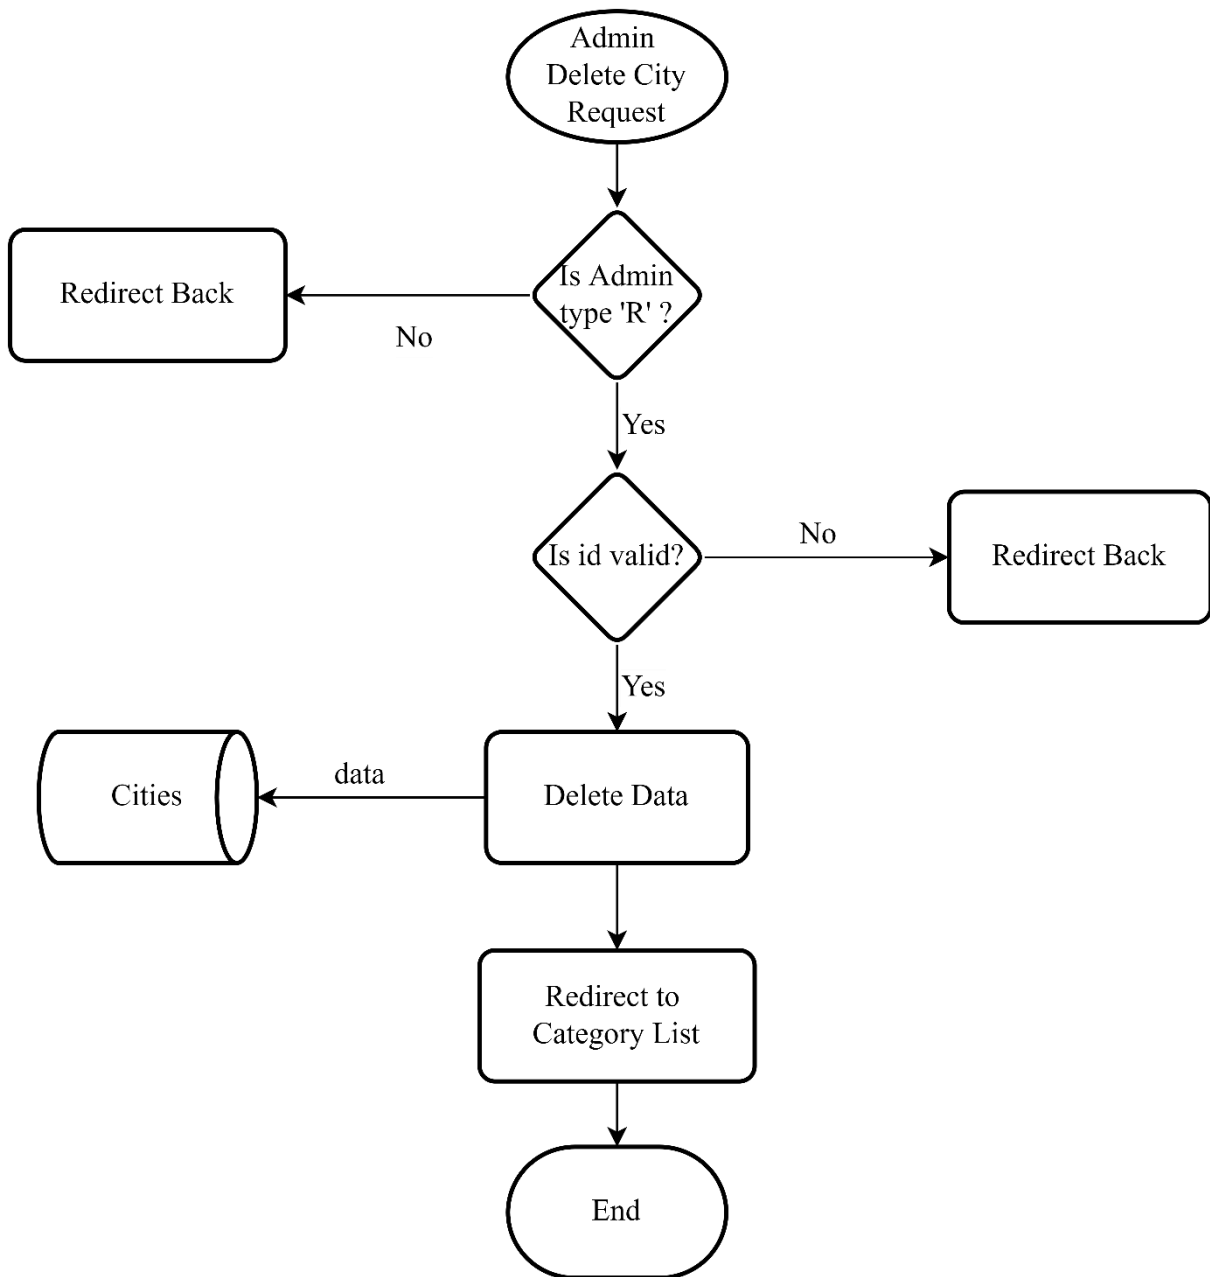 Admin
Delete City
Request
Is Admin
type 'R' ?
Redirect Back
No
Yes
Is id valid?
No
Redirect Back
Yes
Cities
data
Delete Data
Redirect to
Category List
End